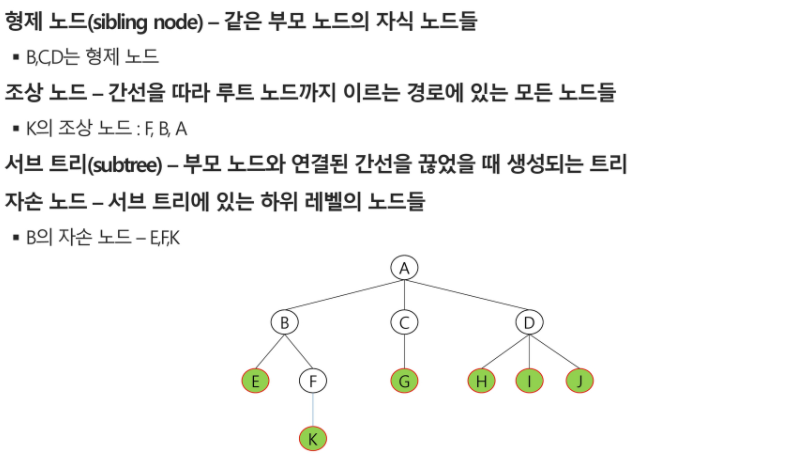 형제 노드(sibling node) – 같은 부모 노드의 자식 노드들
▪ B,C,D는 형제 노드
조상 노드 – 간선을 따라 루트 노드까지 이르는 경로에 있는 모든 노드들
▪ K의 조상 노드 : F, B, A
서브 트리(subtree) – 부모 노드와 연결된 간선을 끊었을 때 생성되는 트리
자손 노드 – 서브 트리에 있는 하위 레벨의 노드들
▪ B의 자손 노드 – E,F,K
A
B C D
E F G H I J
K